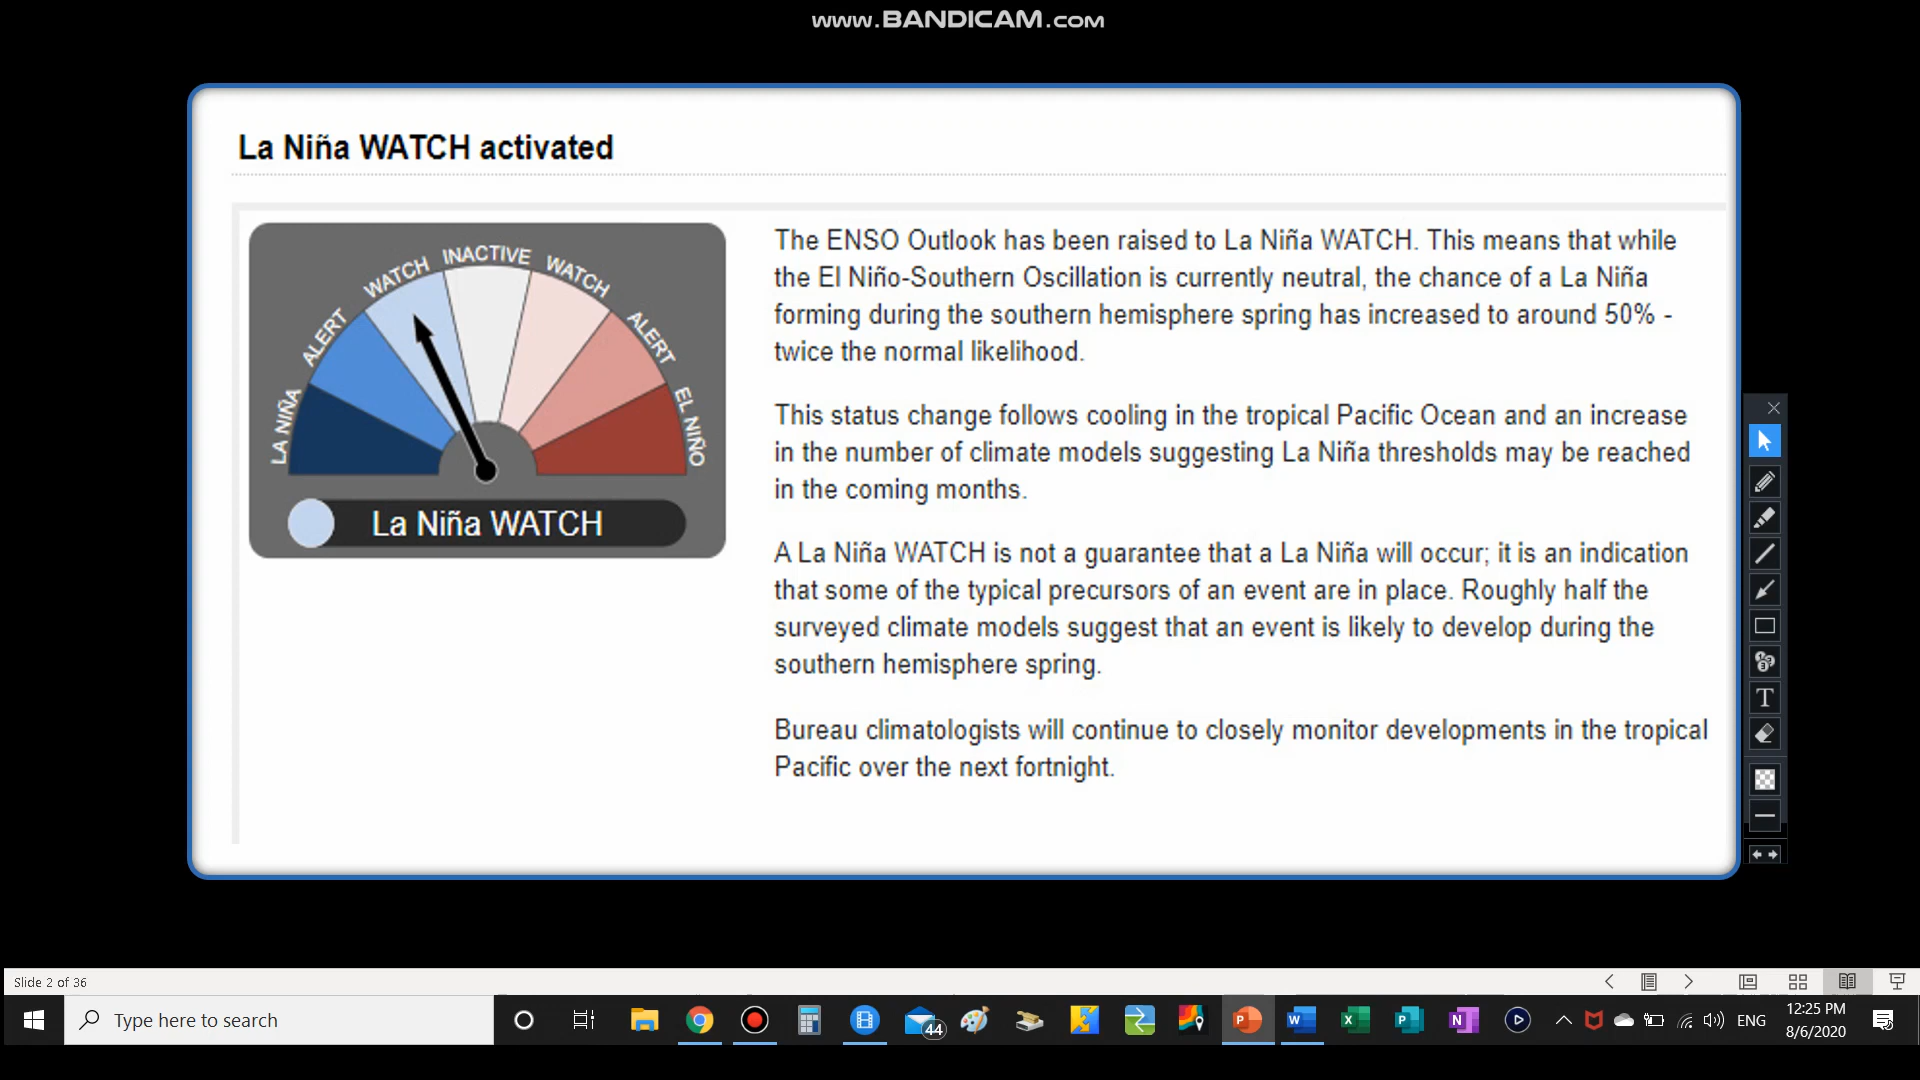 www.BANDICAM.com
La Niña WATCH activated
LA NIÑA
ALERT
WATCH
INACTIVE
WATCH
ALERT
EL NIÑO
La Niña WATCH
The ENSO Outlook has been raised to La Niña WATCH. This means that while
the El Niño-Southern Oscillation is currently neutral, the chance of a La Niña
forming during the southern hemisphere spring has increased to around 50% -
twice the normal likelihood.
This status change follows cooling in the tropical Pacific Ocean and an increase
in the number of climate models suggesting La Niña thresholds may be reached
in the coming months.
A La Niña WATCH is not a guarantee that a La Niña will occur; it is an indication
that some of the typical precursors of an event are in place. Roughly half the
surveyed climate models suggest that an event is likely to develop during the
southern hemisphere spring.
Bureau climatologists will continue to closely monitor developments in the tropical
Pacific over the next fortnight.
T
Slide 2 of 36
Type here to search
44
P
W
X
P
N
ENG
12:25 PM
8/6/2020